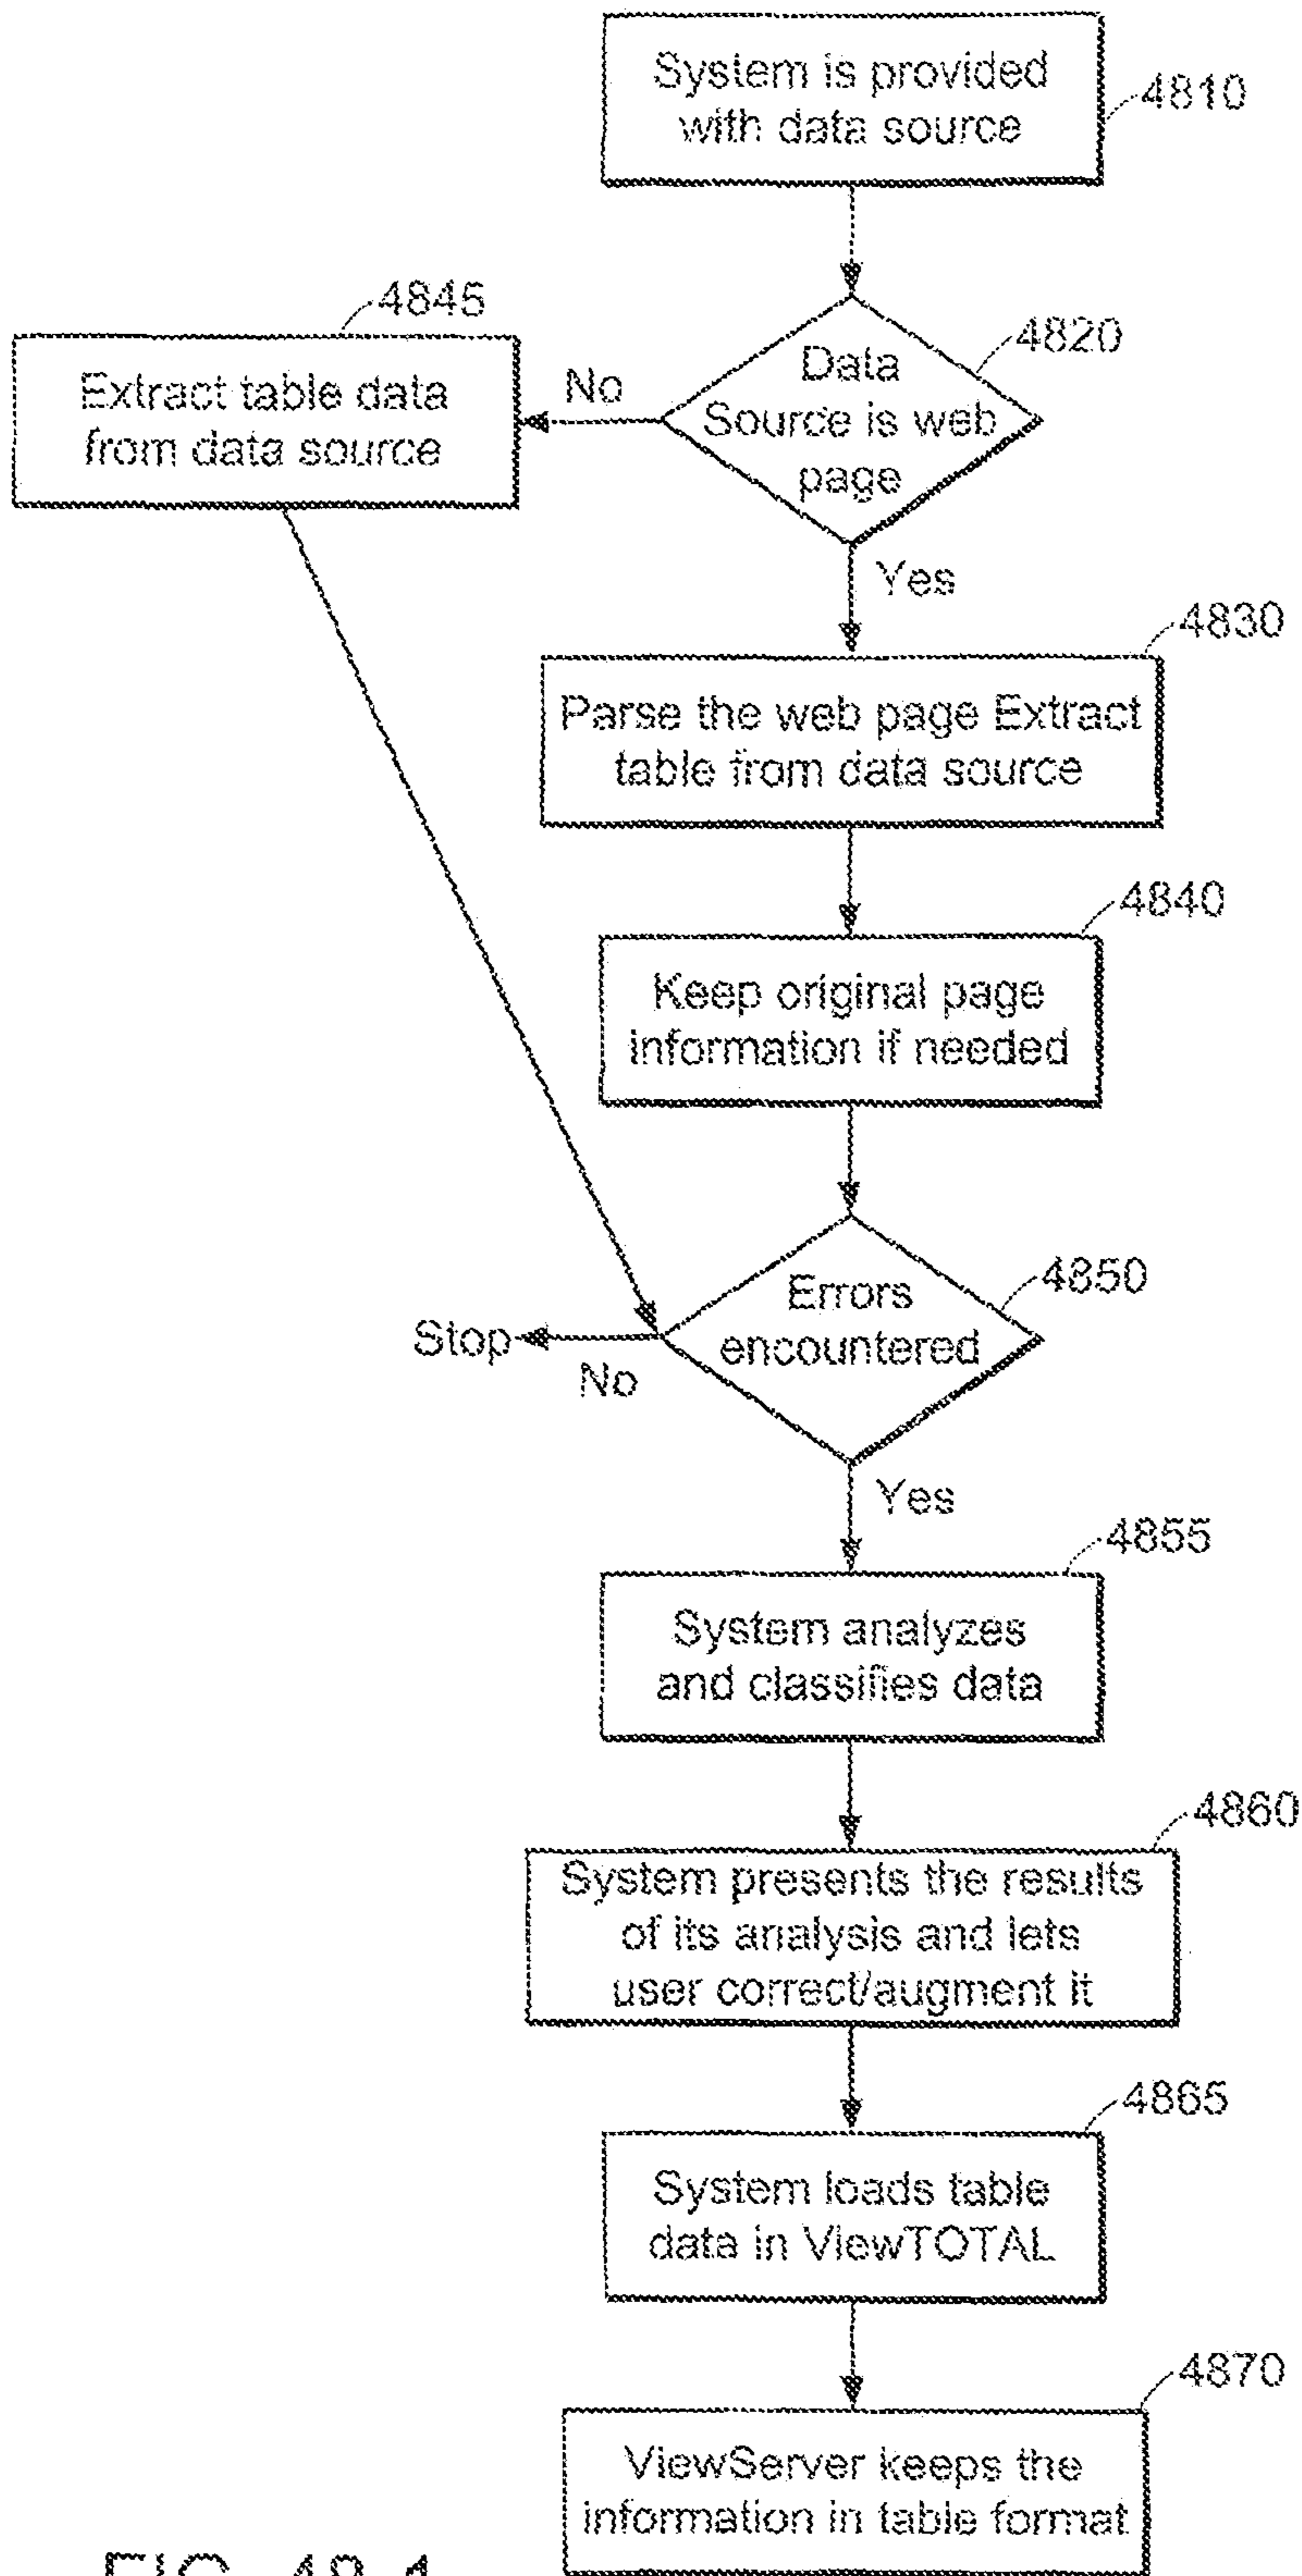 System is provided
with data source
4810
4845
Extract table data
from data source
No
Data
Source is web
page
4820
Yes
4830
Parse the web page Extract
table from data source
4840
Keep original page
information if needed
Errors
encountered
4850
Stop
No
Yes
4855
System analyzes
and classifies data
4860
System presents the results
of its analysis and lets
user correct/augment it
4865
System loads table
data in ViewTOTAL
4870
ViewServer keeps the
information in table format
FIG. 48-1